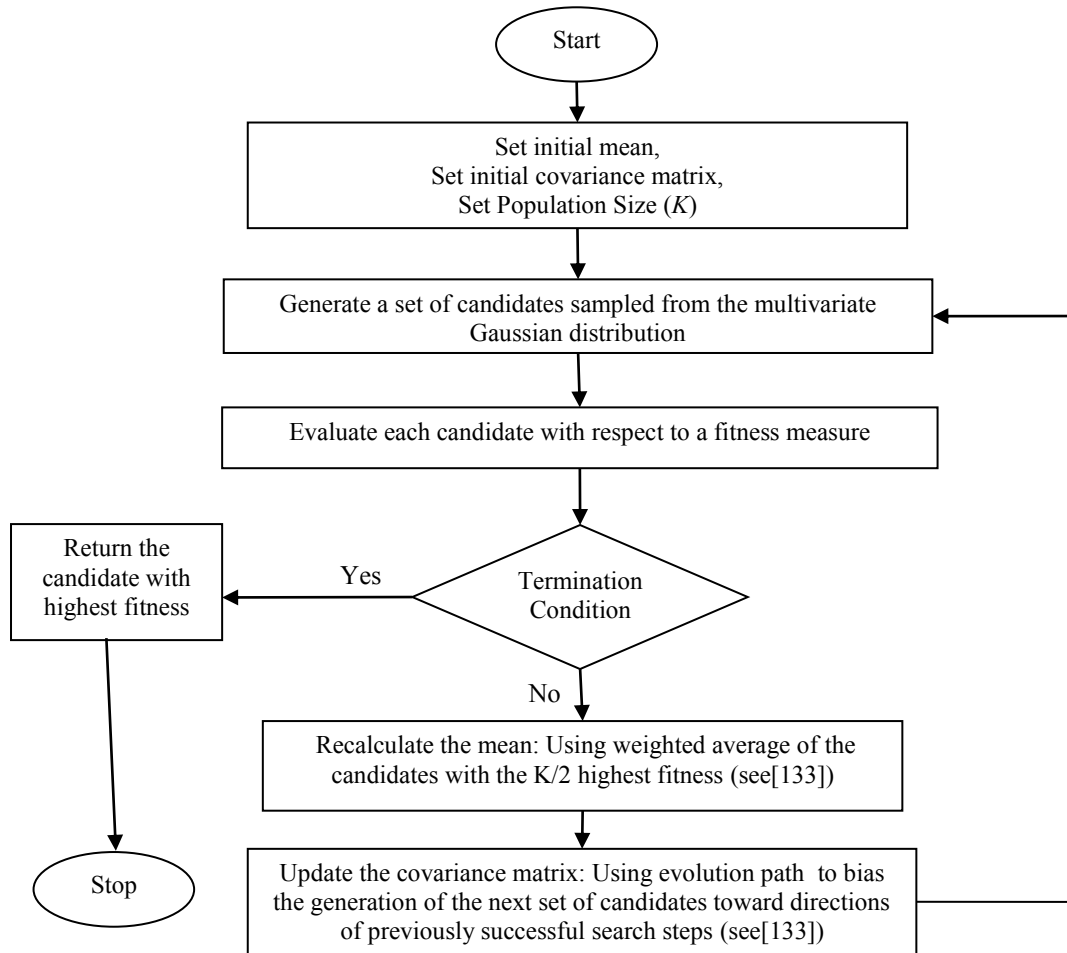 Start
Set initial mean,
Set initial covariance matrix,
Set Population Size (K)
Generate a set of candidates sampled from the multivariate
Gaussian distribution
Evaluate each candidate with respect to a fitness measure
Return the
candidate with
highest fitness
Yes
Termination
Condition
No
Recalculate the mean: Using weighted average of the
candidates with the K/2 highest fitness (see[133])
Stop
Update the covariance matrix: Using evolution path to bias
the generation of the next set of candidates toward directions
of previously successful search steps (see[133])